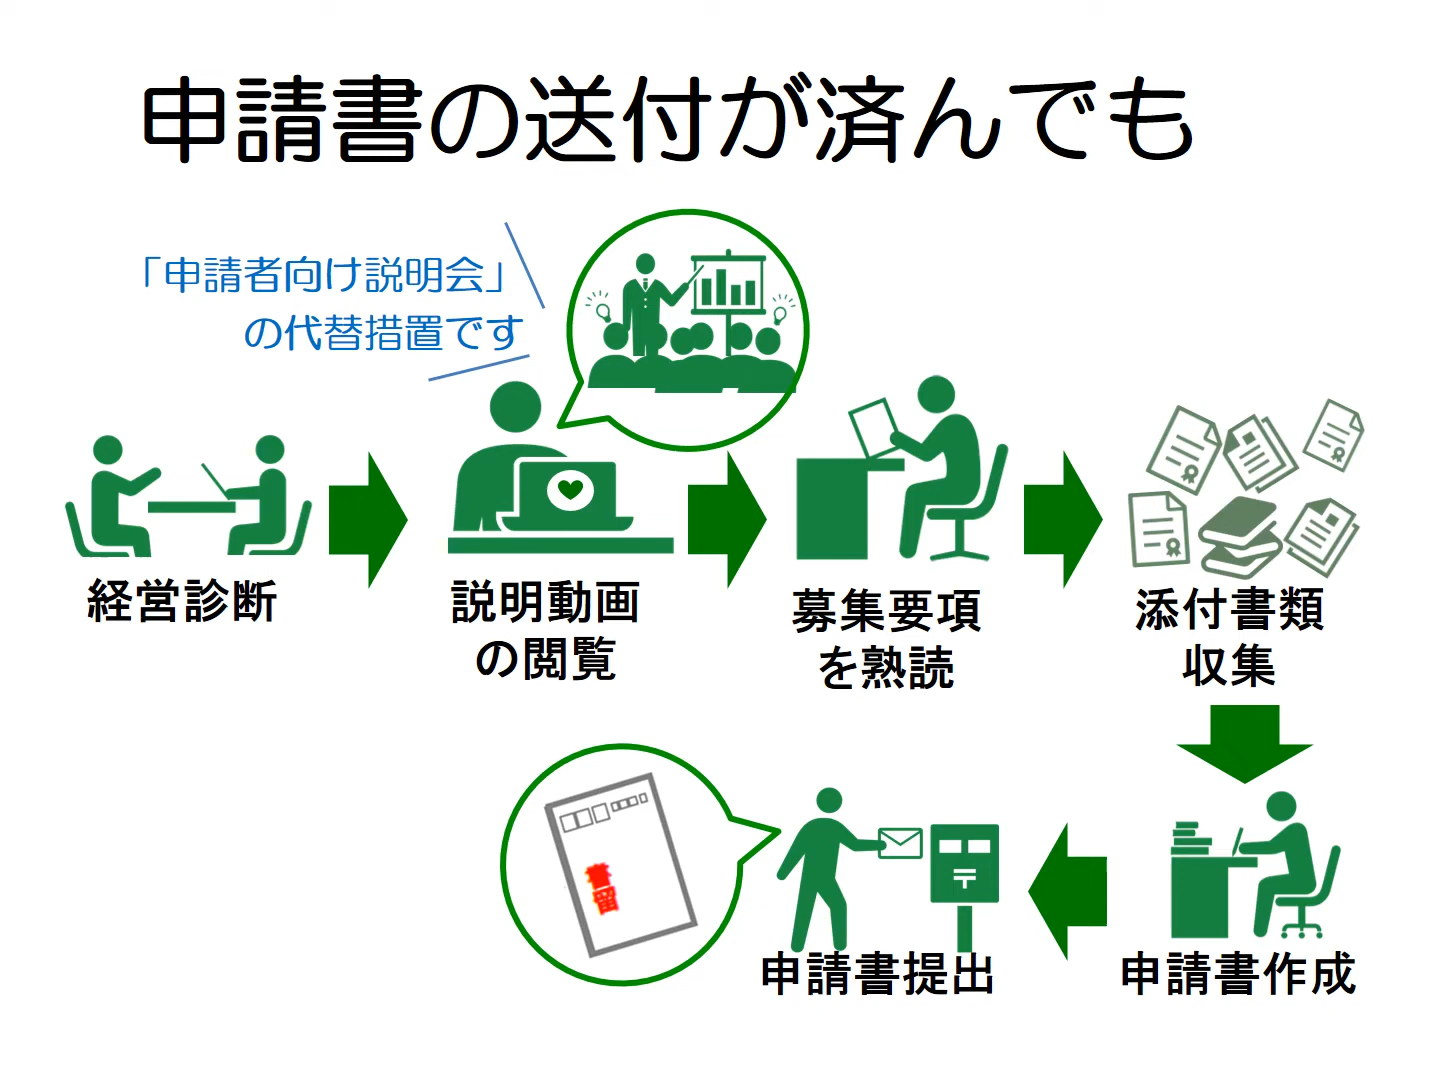 申請書の送付が済んでも
「申請者向け説明会」
の代替措置です
経営診断
説明動画
の閲覧
募集要項
を熟読
添付書類
収集
書留
〒
申請書提出
申請書作成